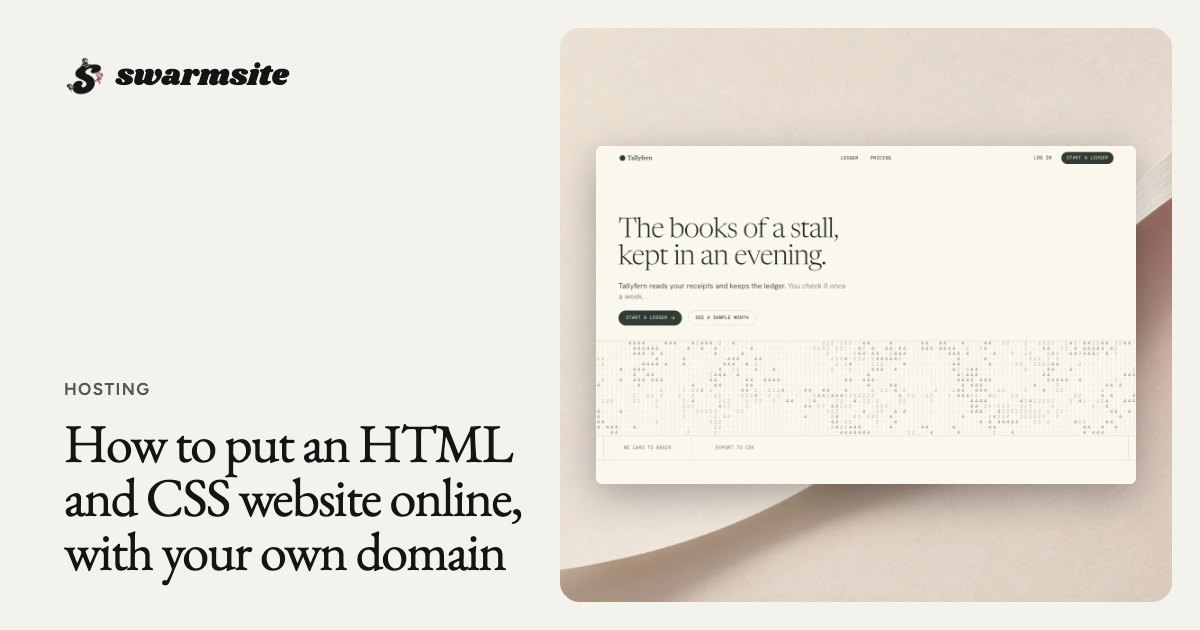 swarmsite
HOSTING
How to put an HTML
and CSS website online,
with your own domain
Tallyfern
LEDGER PRICING
LOG IN
START A LEDGER
The books of a stall,
kept in an evening.
Tallyfern reads your receipts and keeps the ledger. You check it once
a week.
START A LEDGER →
SEE A SAMPLE MONTH
NO CARD TO BEGIN
EXPORT TO CSV